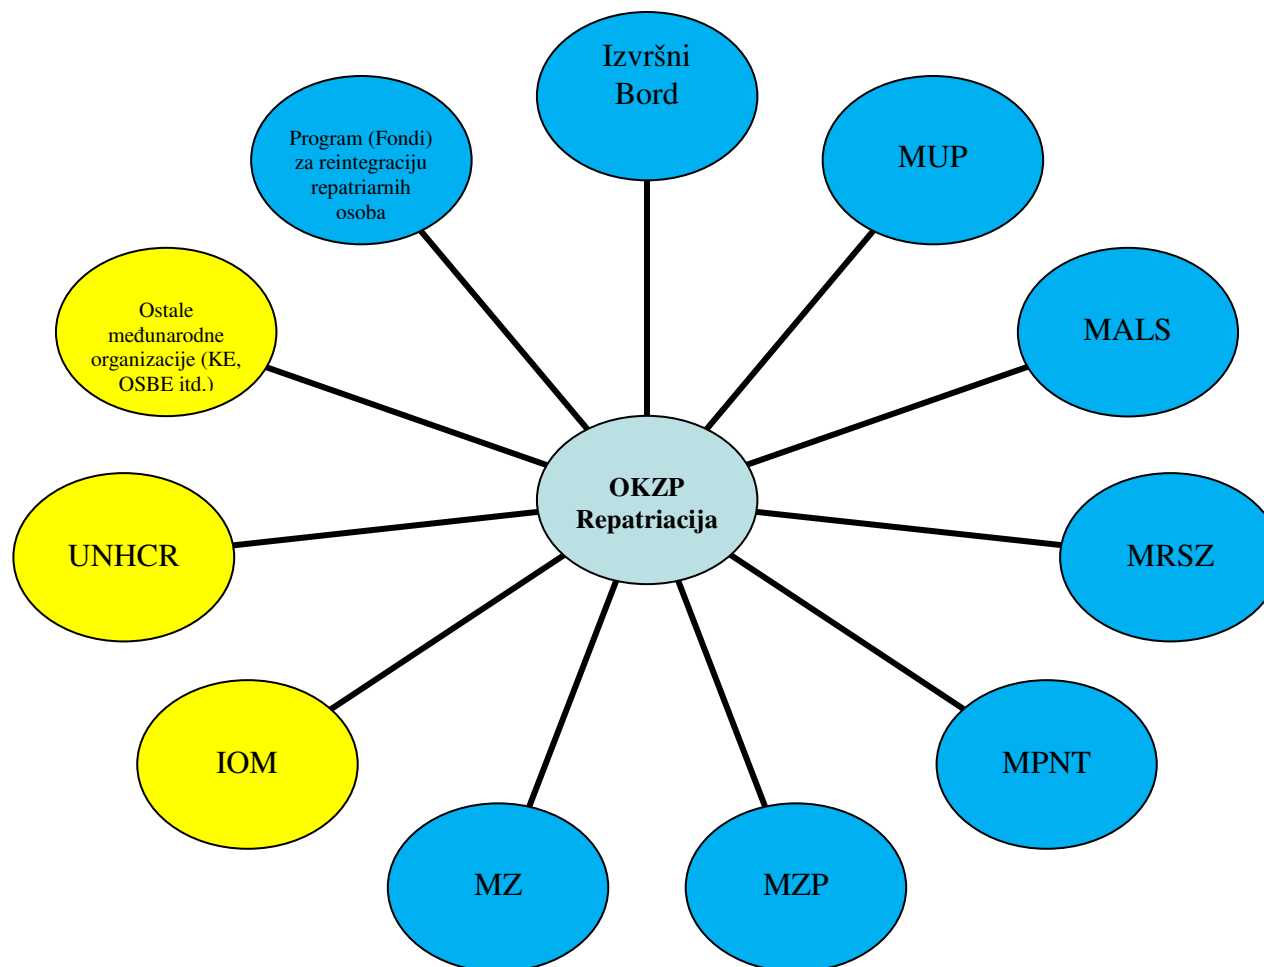 Izvršni
Bord
MUP
MALS
MRSZ
MPNT
MZP
MZ
IOM
UNHCR
Ostale
međunarodne
organizacije (KE,
OSBE itd.)
Program (Fondi)
za reintegraciju
repatriarnih
osoba
OKZP
Repatriacija